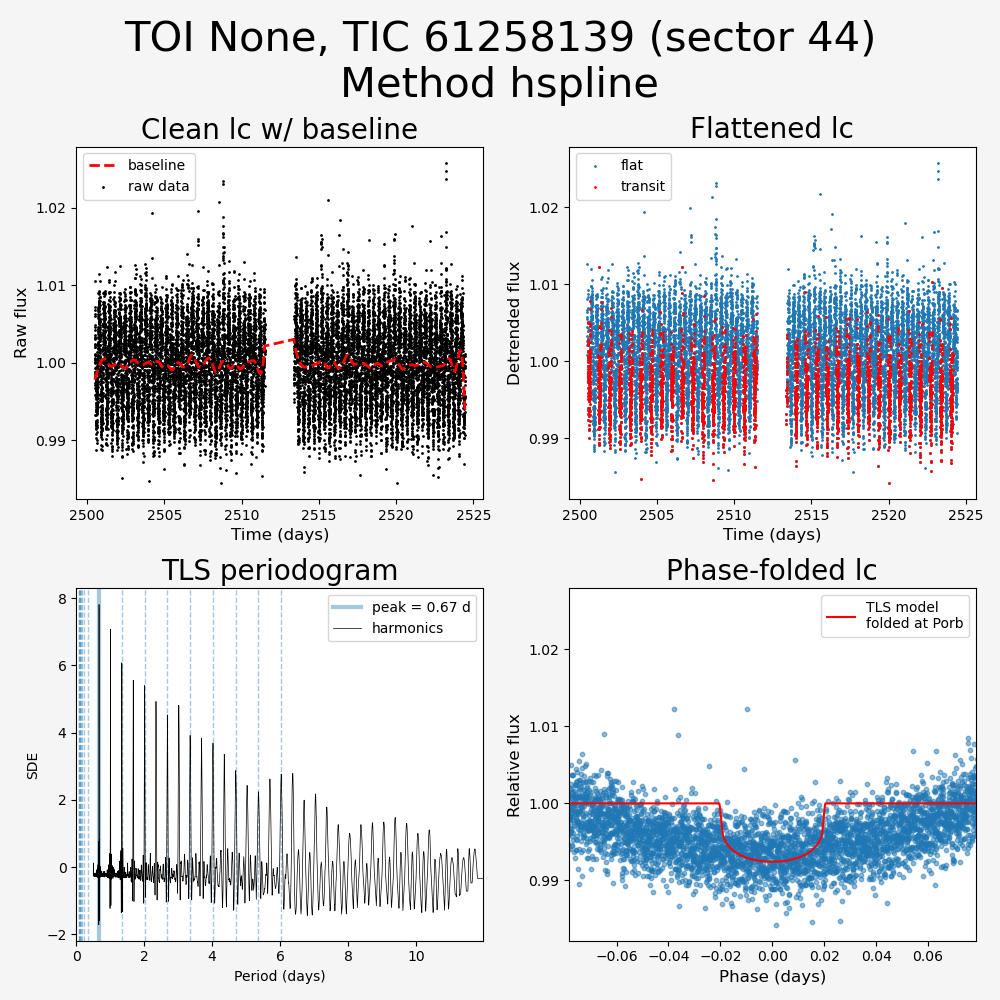 TOI None, TIC 61258139 (sector 44)
Method hspline
Clean lc w/ baseline
baseline
raw data
1.02
1.01
1.00
0.99
Raw flux
2500
2505
2510
2515
2520
2525
Time (days)
Flattened lc
flat
transit
1.02
1.01
1.00
0.99
Detrended flux
2500
2505
2510
2515
2520
2525
Time (days)
TLS periodogram
peak = 0.67 d
harmonics
8
6
4
2
0
−2
SDE
0
2
4
6
8
10
Period (days)
Phase-folded lc
TLS model
folded at Porb
1.02
1.01
1.00
0.99
Relative flux
−0.06
−0.04
−0.02
0.00
0.02
0.04
0.06
Phase (days)